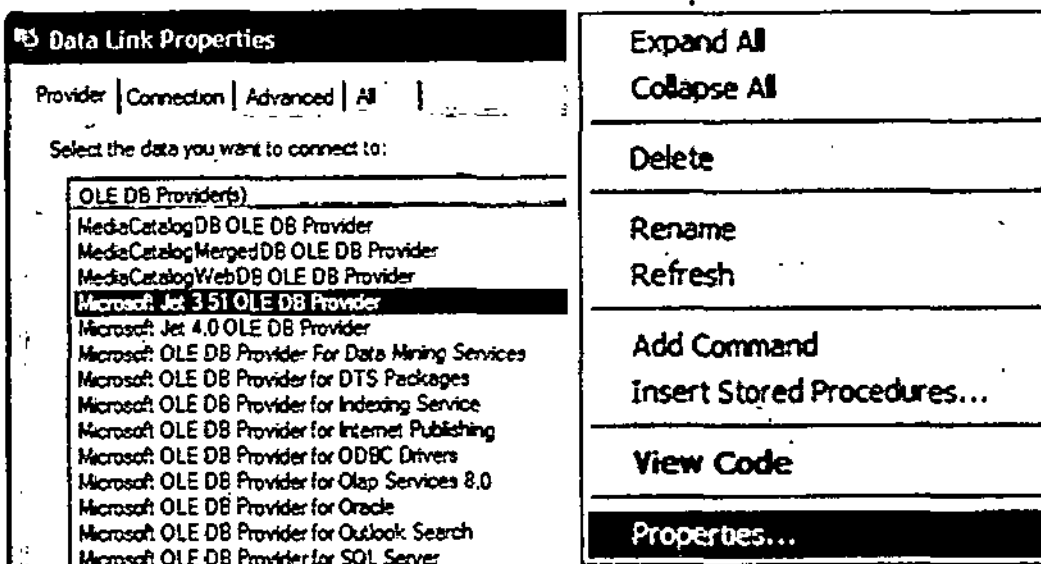 Data Link Properties
Provider Connection Advanced All
Select the data you want to connect to:
OLE DB Provider(s)
MediaCatalogDB OLE DB Provider
MediaCatalogMergedDB OLE DB Provider
MediaCatalogWebDB OLE DB Provider
Microsoft Jet 3.51 OLE DB Provider
Microsoft Jet 4.0 OLE DB Provider
Microsoft OLE DB Provider For Data Mining Services
Microsoft OLE DB Provider for DTS Packages
Microsoft OLE DB Provider for Indexing Service
Microsoft OLE DB Provider for Internet Publishing
Microsoft OLE DB Provider for ODBC Drivers
Microsoft OLE DB Provider for Olap Services 8.0
Microsoft OLE DB Provider for Oracle
Microsoft OLE DB Provider for Outlook Search
Microsoft OLE DB Provider for SQL Server
Expand All
Collapse All
Delete
Rename
Refresh
Add Command
Insert Stored Procedures...
View Code
Properties...